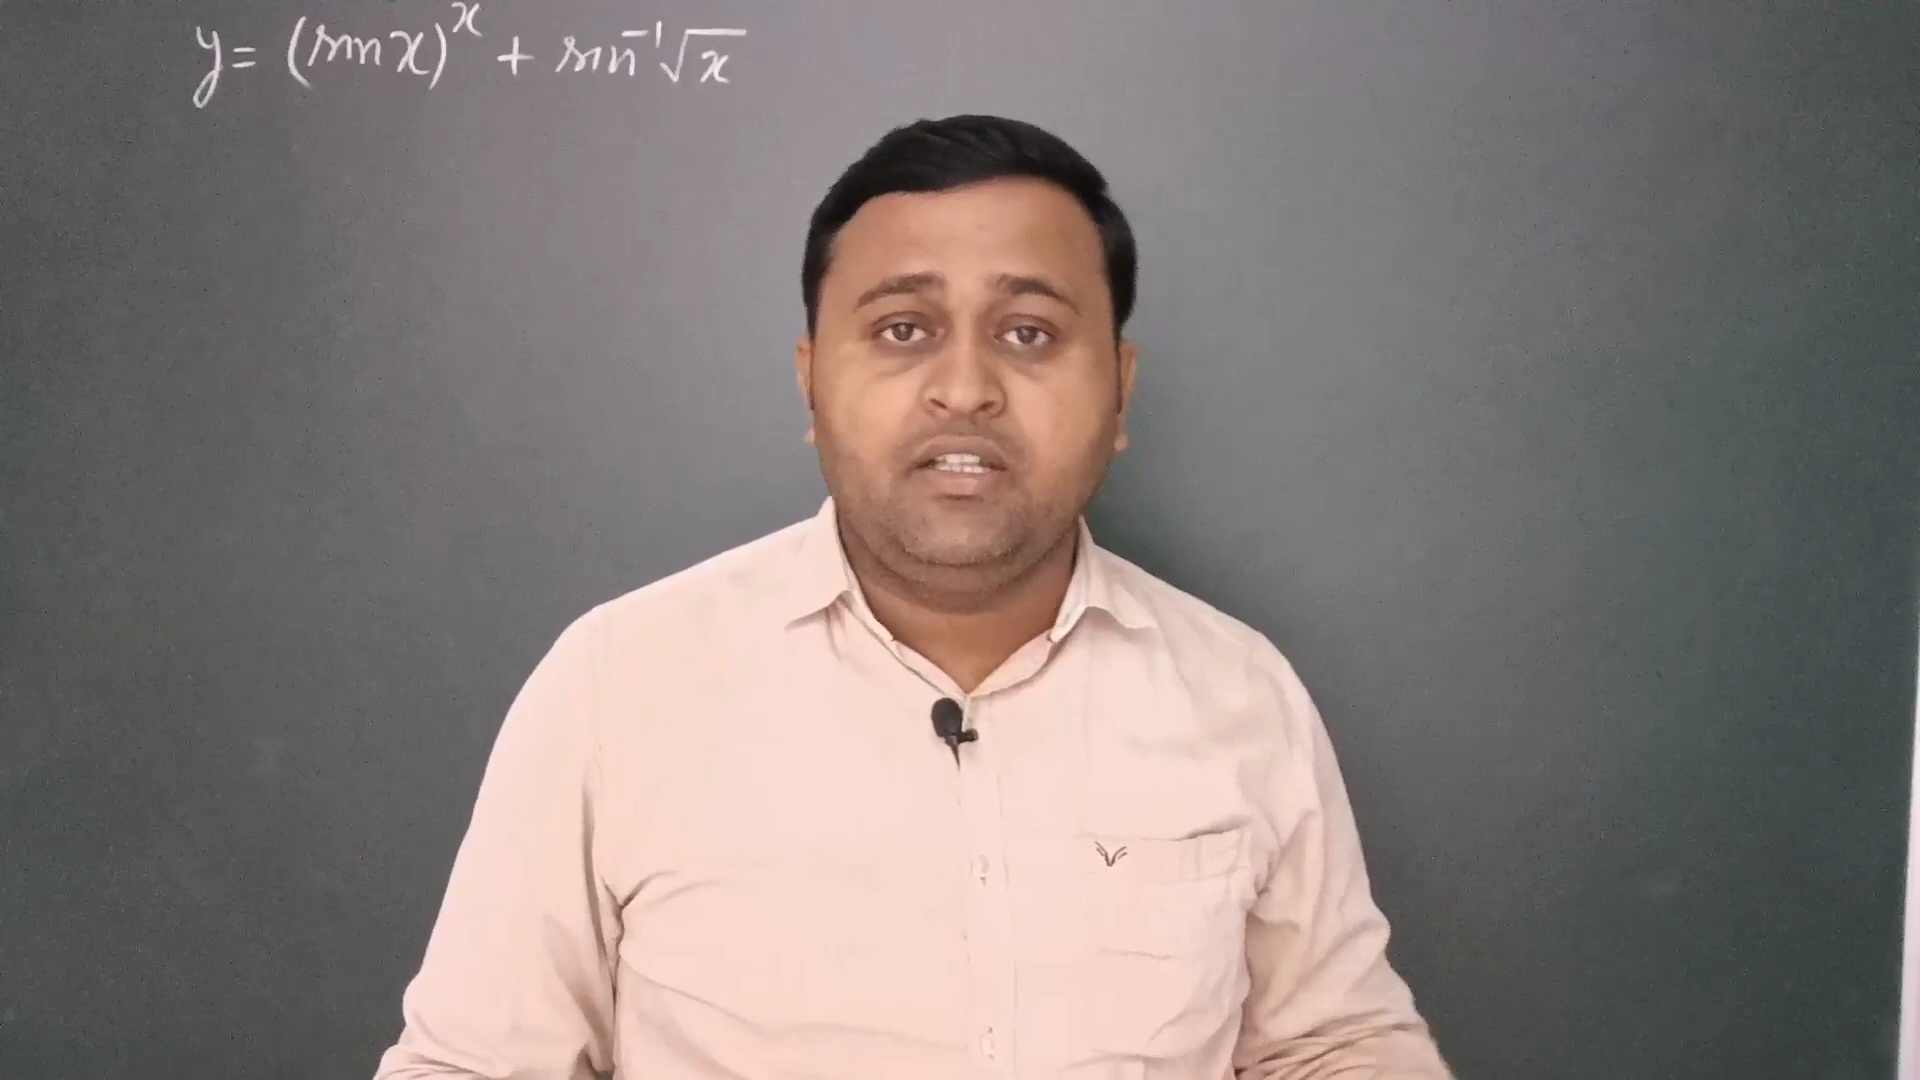 y = (sin x)^x + sin⁻¹√x